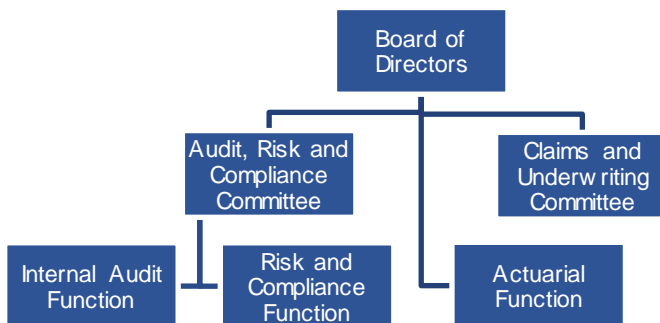 Board of
Directors
Audit, Risk and
Compliance
Committee
Claims and
Underwriting
Committee
Internal Audit
Function
Risk and
Compliance
Function
Actuarial
Function